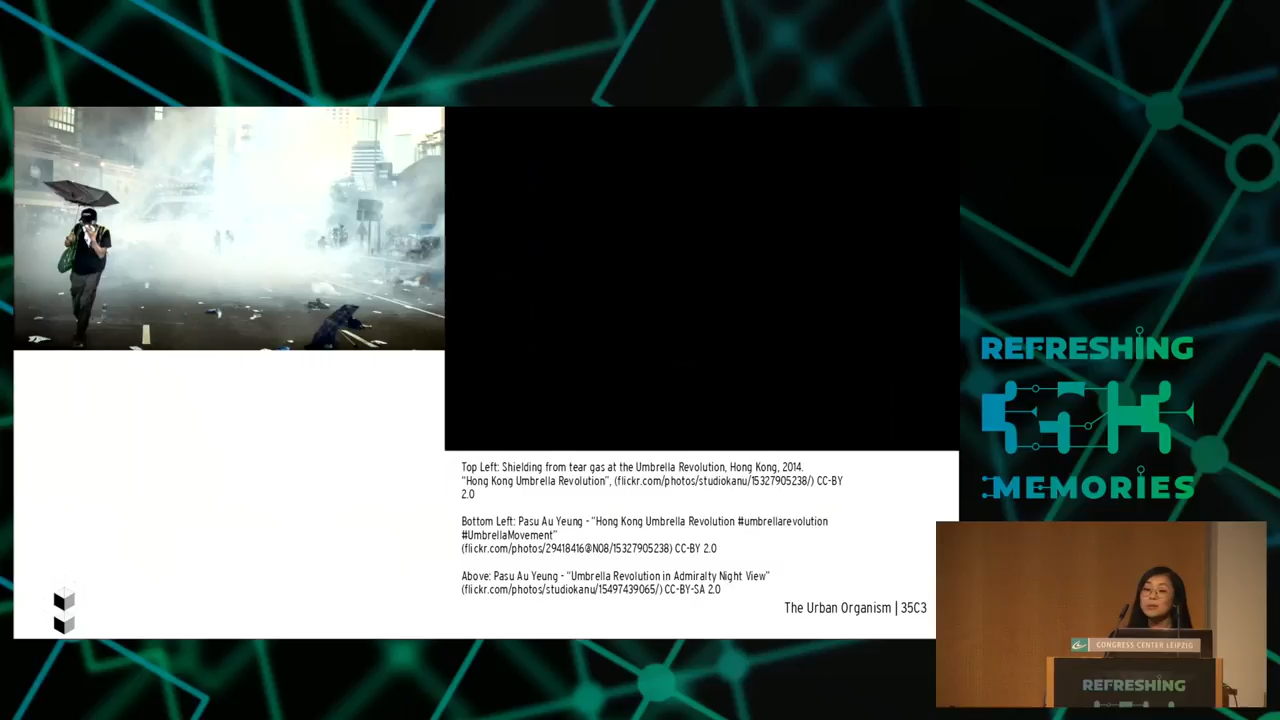 Top Left: Shielding from tear gas at the Umbrella Revolution, Hong Kong, 2014.
"Hong Kong Umbrella Revolution", (flickr.com/photos/studiokanu/15327905238/) CC-BY
2.0
Bottom Left: Pasu Au Yeung - "Hong Kong Umbrella Revolution #umbrellarevolution
#UmbrellaMovement"
(flickr.com/photos/29418416@N08/15327905238) CC-BY 2.0
Above: Pasu Au Yeung - "Umbrella Revolution in Admiralty Night View"
(flickr.com/photos/studiokanu/15497439065/) CC-BY-SA 2.0
The Urban Organism | 35C3
REFRESHING
MEMORIES
CONGRESS CENTER LEIPZIG
REFRESHING